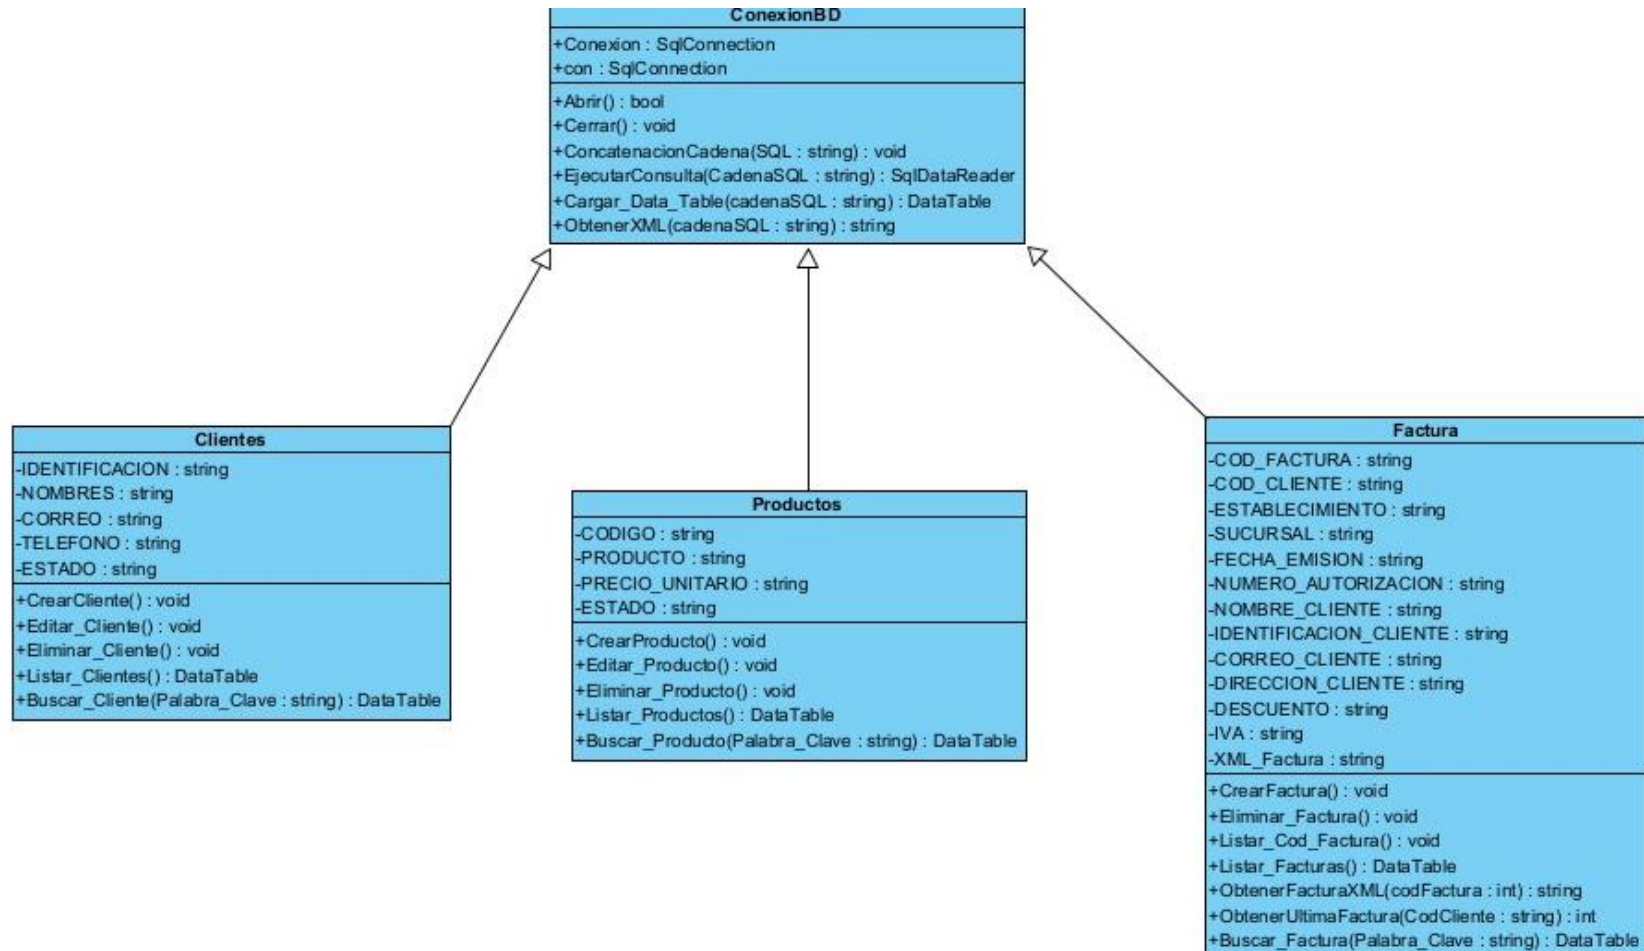 ConexionBD
+Conexion : SqlConnection
+con : SqlConnection
+Abrir() : bool
+Cerrar() : void
+ConcatenacionCadena(SQL : string) : void
+EjecutarConsulta(CadenaSQL : string) : SqlDataReader
+Cargar_Data_Table(cadenaSQL : string) : DataTable
+ObtenerXML(cadenaSQL : string) : string
Clientes
-IDENTIFICACION : string
-NOMBRES : string
-CORREO : string
-TELEFONO : string
-ESTADO : string
+CrearCliente() : void
+Editar_Cliente() : void
+Eliminar_Cliente() : void
+Listar_Clientes() : DataTable
+Buscar_Cliente(Palabra_Clave : string) : DataTable
Productos
-CODIGO : string
-PRODUCTO : string
-PRECIO_UNITARIO : string
-ESTADO : string
+CrearProducto() : void
+Editar_Producto() : void
+Eliminar_Producto() : void
+Listar_Productos() : DataTable
+Buscar_Producto(Palabra_Clave : string) : DataTable
Factura
-COD_FACTURA : string
-COD_CLIENTE : string
-ESTABLECIMIENTO : string
-SUCURSAL : string
-FECHA_EMISION : string
-NUMERO_AUTORIZACION : string
-NOMBRE_CLIENTE : string
-IDENTIFICACION_CLIENTE : string
-CORREO_CLIENTE : string
-DIRECCION_CLIENTE : string
-DESCUENTO : string
-IVA : string
-XML_Factura : string
+CrearFactura() : void
+Eliminar_Factura() : void
+Listar_Cod_Factura() : void
+Listar_Facturas() : DataTable
+ObtenerFacturaXML(codFactura : int) : string
+ObtenerUltimaFactura(CodCliente : string) : int
+Buscar_Factura(Palabra_Clave : string) : DataTable